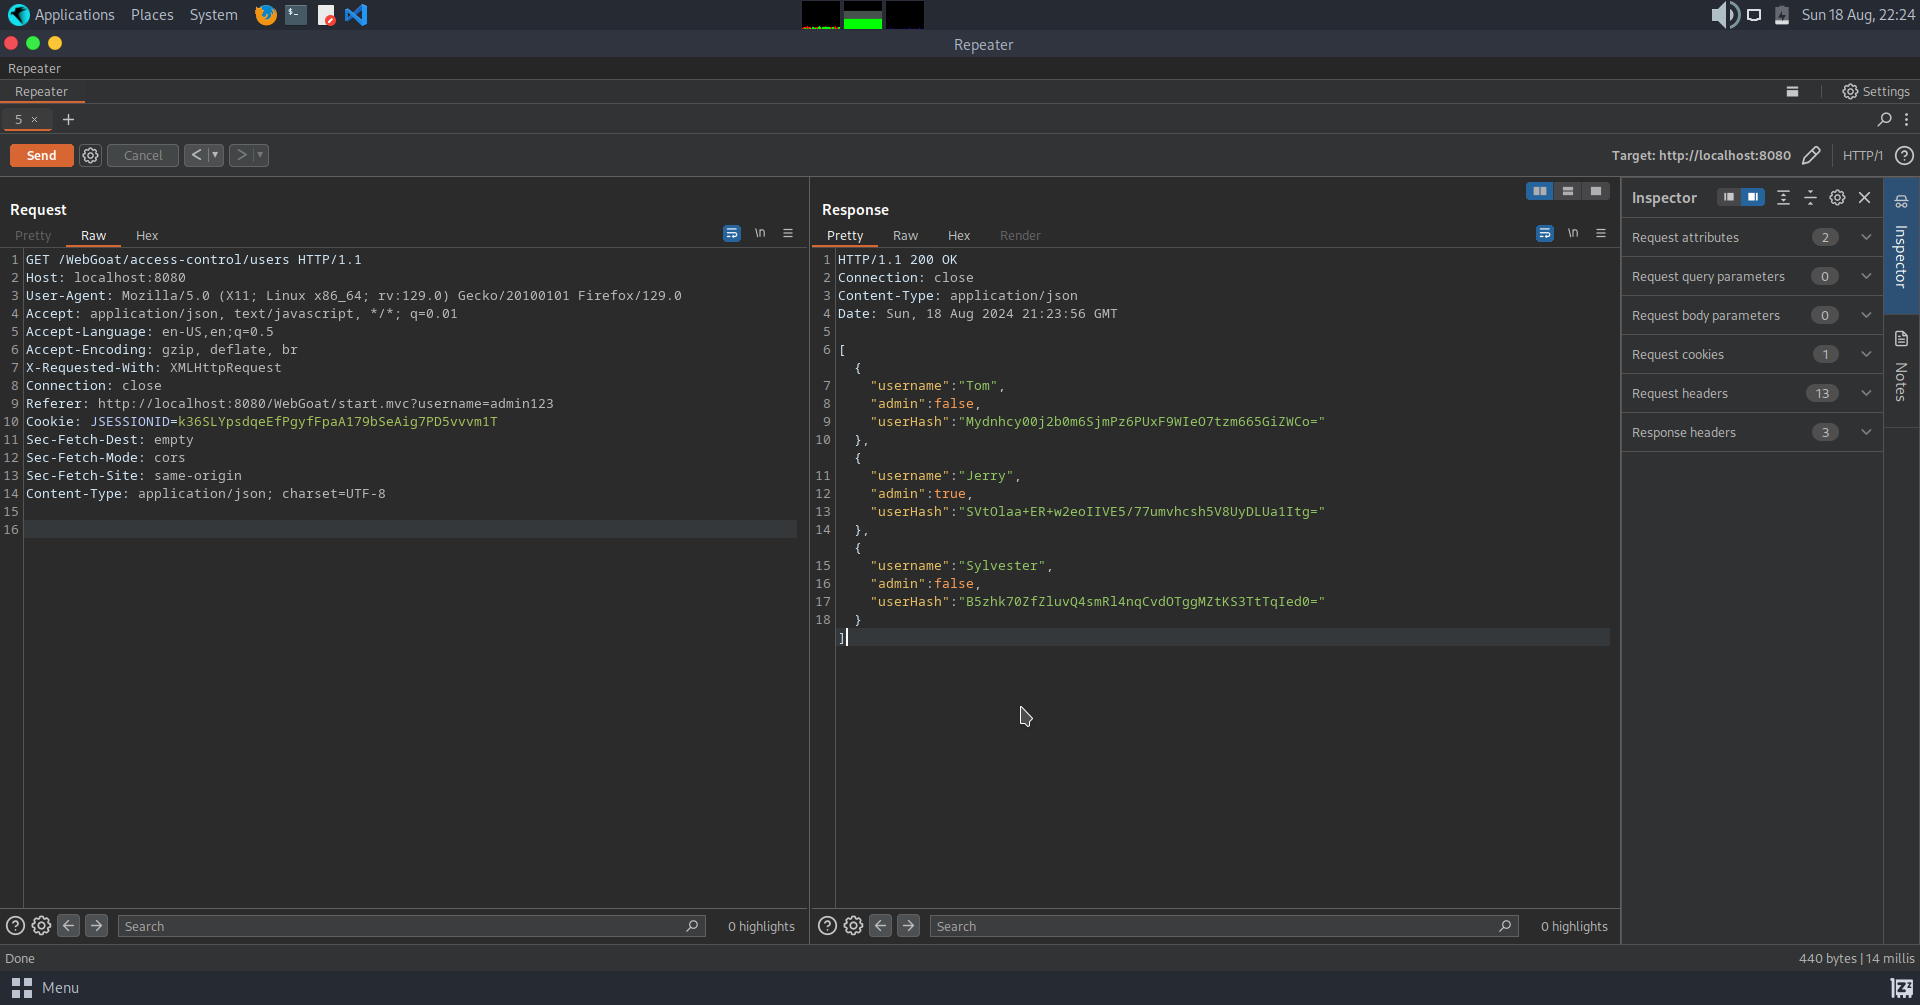 Applications Places System Sun 18 Aug, 22:24
Repeater
Repeater
Repeater Settings
5 × +
Send Cancel < > Target: http://localhost:8080 HTTP/1
Request
Pretty Raw Hex \n
1 GET /WebGoat/access-control/users HTTP/1.1
2 Host: localhost:8080
3 User-Agent: Mozilla/5.0 (X11; Linux x86_64; rv:129.0) Gecko/20100101 Firefox/129.0
4 Accept: application/json, text/javascript, */*; q=0.01
5 Accept-Language: en-US,en;q=0.5
6 Accept-Encoding: gzip, deflate, br
7 X-Requested-With: XMLHttpRequest
8 Connection: close
9 Referer: http://localhost:8080/WebGoat/start.mvc?username=admin123
10 Cookie: JSESSIONID=k36SLYpsdqeEfPgyfFpaA179bSeAig7PD5vvvm1T
11 Sec-Fetch-Dest: empty
12 Sec-Fetch-Mode: cors
13 Sec-Fetch-Site: same-origin
14 Content-Type: application/json; charset=UTF-8
15
16
Search 0 highlights
Response
Pretty Raw Hex Render \n
1 HTTP/1.1 200 OK
2 Connection: close
3 Content-Type: application/json
4 Date: Sun, 18 Aug 2024 21:23:56 GMT
5
6 [
{
7 "username":"Tom",
8 "admin":false,
9 "userHash":"Mydnhcy00j2b0m6SjmPz6PUxF9WIeO7tzm665GiZWCo="
10 },
{
11 "username":"Jerry",
12 "admin":true,
13 "userHash":"SVtOlaa+ER+w2eoIIVE5/77umvhcsh5V8UyDLUa1Itg="
14 },
{
15 "username":"Sylvester",
16 "admin":false,
17 "userHash":"B5zhk70ZfZluvQ4smRl4nqCvdOTggMZtKS3TtTqIed0="
18 }
]
Search 0 highlights
Inspector
Request attributes 2
Request query parameters 0
Request body parameters 0
Request cookies 1
Request headers 13
Response headers 3
Inspector
Notes
Done 440 bytes | 14 millis
Menu